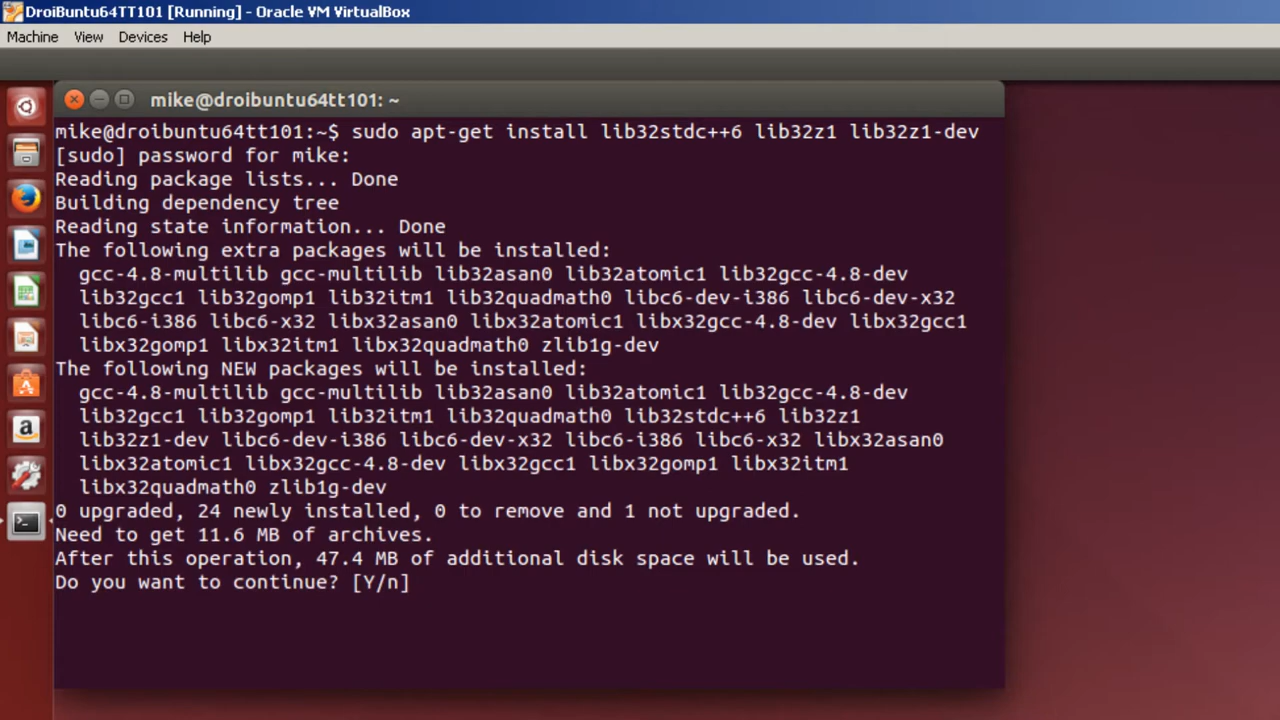 DroiBuntu64TT101 [Running] - Oracle VM VirtualBox
Machine View Devices Help
mike@droibuntu64tt101: ~
mike@droibuntu64tt101:~$ sudo apt-get install lib32stdc++6 lib32z1 lib32z1-dev
[sudo] password for mike:
Reading package lists... Done
Building dependency tree
Reading state information... Done
The following extra packages will be installed:
gcc-4.8-multilib gcc-multilib lib32asan0 lib32atomic1 lib32gcc-4.8-dev
lib32gcc1 lib32gomp1 lib32itm1 lib32quadmath0 libc6-dev-i386 libc6-dev-x32
libc6-i386 libc6-x32 libx32asan0 libx32atomic1 libx32gcc-4.8-dev libx32gcc1
libx32gomp1 libx32itm1 libx32quadmath0 zlib1g-dev
The following NEW packages will be installed:
gcc-4.8-multilib gcc-multilib lib32asan0 lib32atomic1 lib32gcc-4.8-dev
lib32gcc1 lib32gomp1 lib32itm1 lib32quadmath0 lib32stdc++6 lib32z1
lib32z1-dev libc6-dev-i386 libc6-dev-x32 libc6-i386 libc6-x32 libx32asan0
libx32atomic1 libx32gcc-4.8-dev libx32gcc1 libx32gomp1 libx32itm1
libx32quadmath0 zlib1g-dev
0 upgraded, 24 newly installed, 0 to remove and 1 not upgraded.
Need to get 11.6 MB of archives.
After this operation, 47.4 MB of additional disk space will be used.
Do you want to continue? [Y/n]